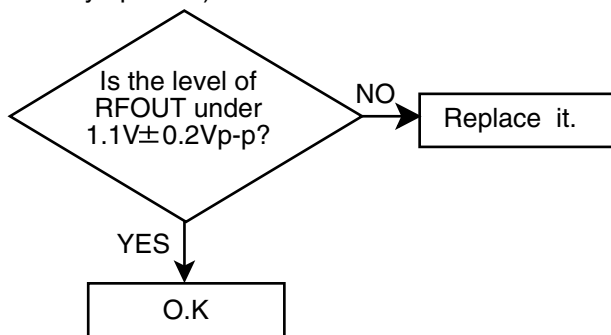 Is the level of
RFOUT under
1.1V±0.2Vp-p?
NO
Replace it.
YES
O.K